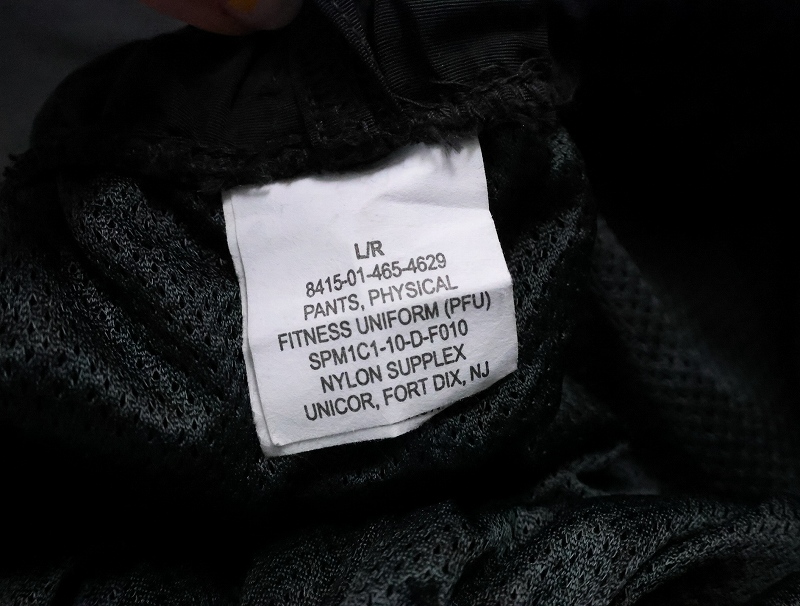 L/R
8415-01-465-4629
PANTS, PHYSICAL
FITNESS UNIFORM (PFU)
SPM1C1-10-D-F010
NYLON SUPPLEX
UNICOR, FORT DIX, NJ